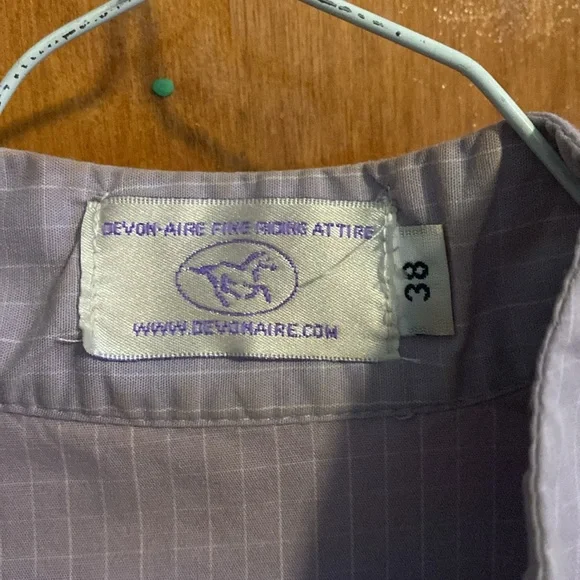 DEVON-AIRE FINE RIDING ATTIRE
WWW.DEVONAIRE.COM
38